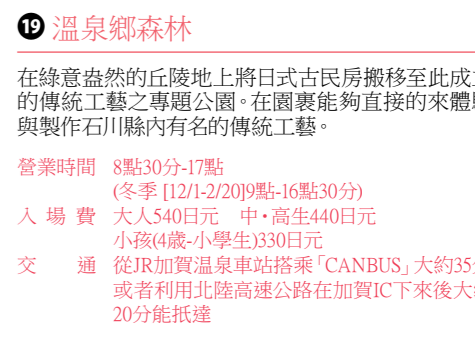 ⓳ 溫泉鄉森林
在綠意盎然的丘陵地上將日式古民房搬移至此成
的傳統工藝之專題公園。在園裏能夠直接的來體
與製作石川縣內有名的傳統工藝。
營業時間 8點30分-17點
(冬季 [12/1-2/20]9點-16點30分)
入場費 大人540日元 中・高生440日元
小孩(4歲-小學生)330日元
交通 從JR加賀溫泉車站搭乘「CANBUS」大約35
或者利用北陸高速公路在加賀IC下來後大
20分能抵達